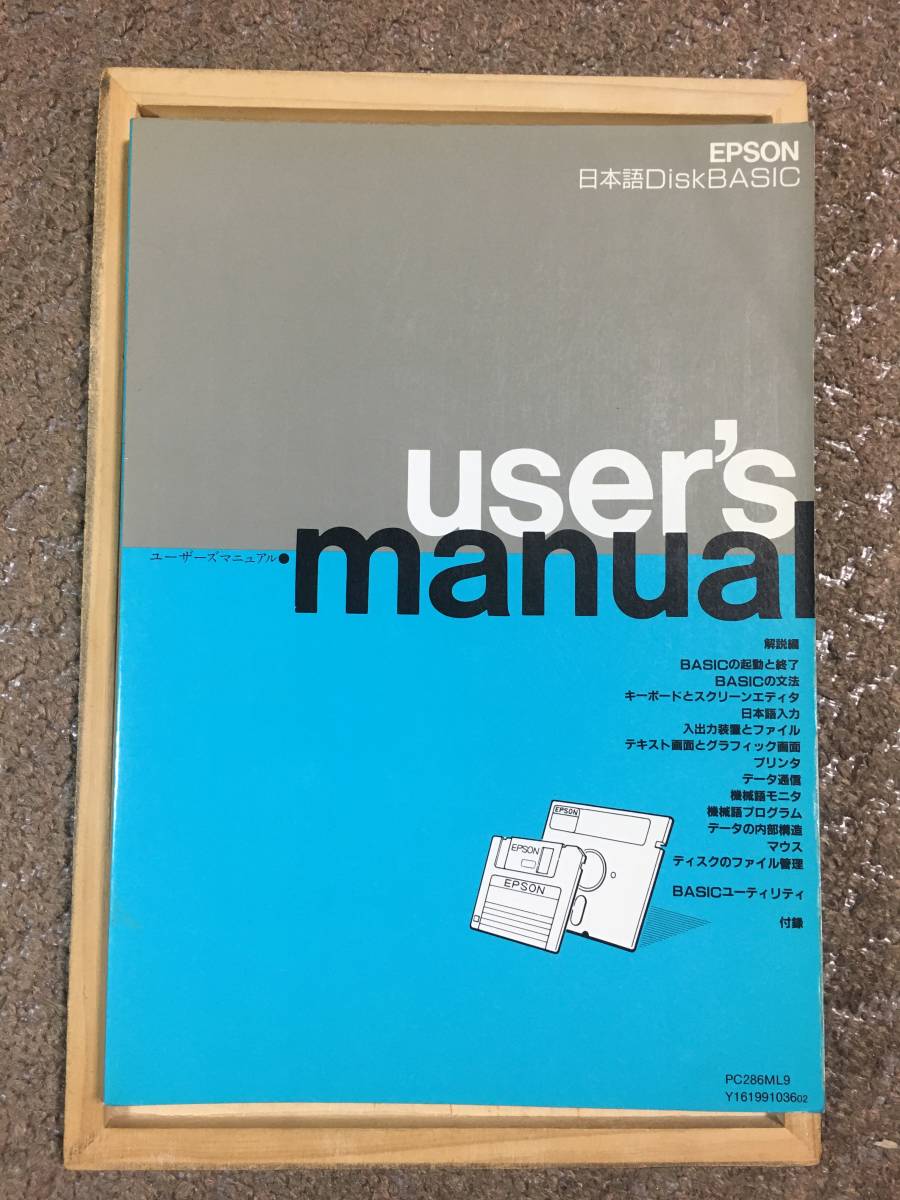 EPSON
日本語DiskBASIC
user's
manual
ユーザーズマニュアル●
解説編
BASICの起動と終了
BASICの文法
キーボードとスクリーンエディタ
日本語入力
入出力装置とファイル
テキスト画面とグラフィック画面
プリンタ
データ通信
機械語モニタ
機械語プログラム
データの内部構造
マウス
ディスクのファイル管理
BASICユーティリティ
付録
EPSON
EPSON
EPSON
PC286ML9
Y16199103602